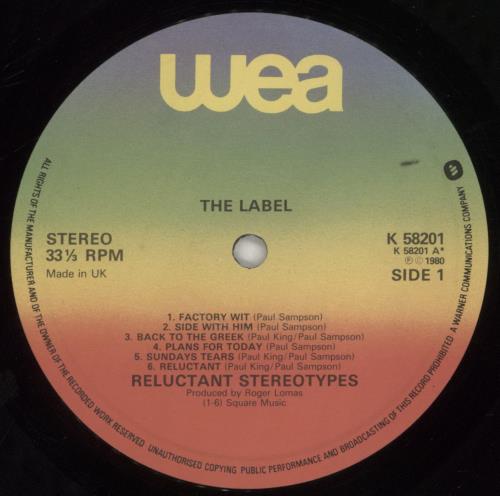 wea
THE LABEL
STEREO
33⅓ RPM
Made in UK
K 58201
K 58201 A*
Ⓟ © 1980
SIDE 1
1. FACTORY WIT (Paul Sampson)
2. SIDE WITH HIM (Paul Sampson)
3. BACK TO THE GREEK (Paul King/Paul Sampson)
4. PLANS FOR TODAY (Paul Sampson)
5. SUNDAYS TEARS (Paul King/Paul Sampson)
6. RELUCTANT (Paul King/Paul Sampson)
RELUCTANT STEREOTYPES
Produced by Roger Lomas
(1-6) Square Music
ALL RIGHTS OF THE MANUFACTURER AND OF THE OWNER OF THE RECORDED WORK RESERVED UNAUTHORISED COPYING PUBLIC PERFORMANCE AND BROADCASTING OF THIS RECORD PROHIBITED A WARNER COMMUNICATIONS COMPANY